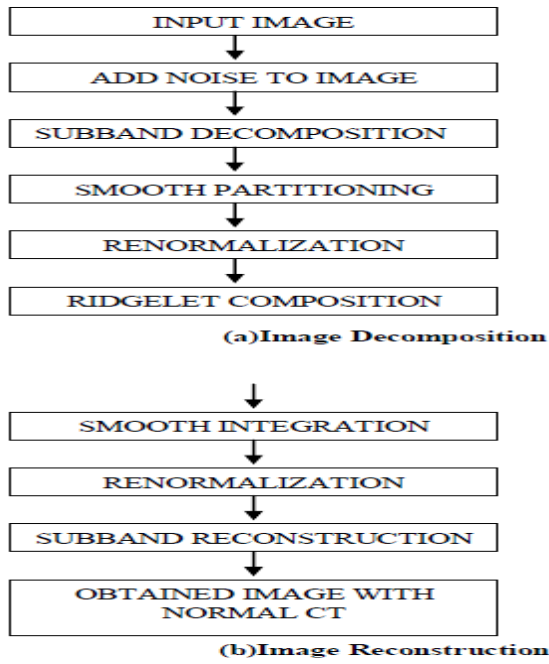 INPUT IMAGE
ADD NOISE TO IMAGE
SUBBAND DECOMPOSITION
SMOOTH PARTITIONING
RENORMALIZATION
RIDGELET COMPOSITION
(a)Image Decomposition
SMOOTH INTEGRATION
RENORMALIZATION
SUBBAND RECONSTRUCTION
OBTAINED IMAGE WITH
NORMAL CT
(b)Image Reconstruction